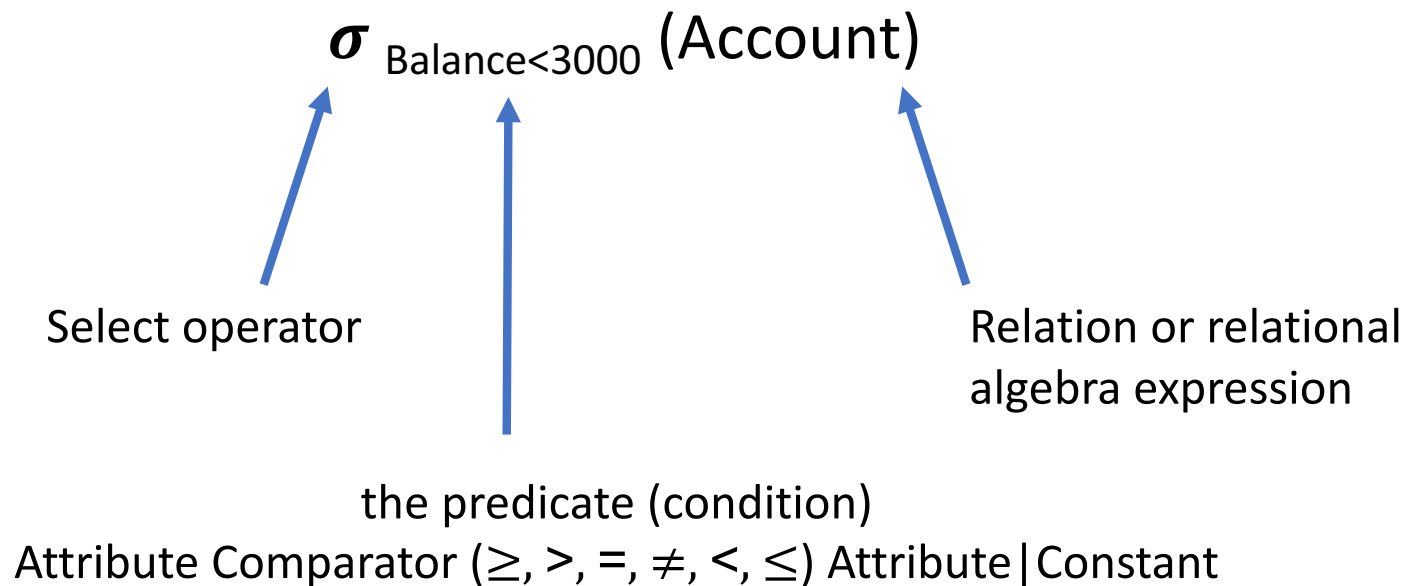 σ Balance<3000 (Account)
Select operator
Relation or relational
algebra expression
the predicate (condition)
Attribute Comparator (≥, >, =, ≠, <, ≤) Attribute|Constant